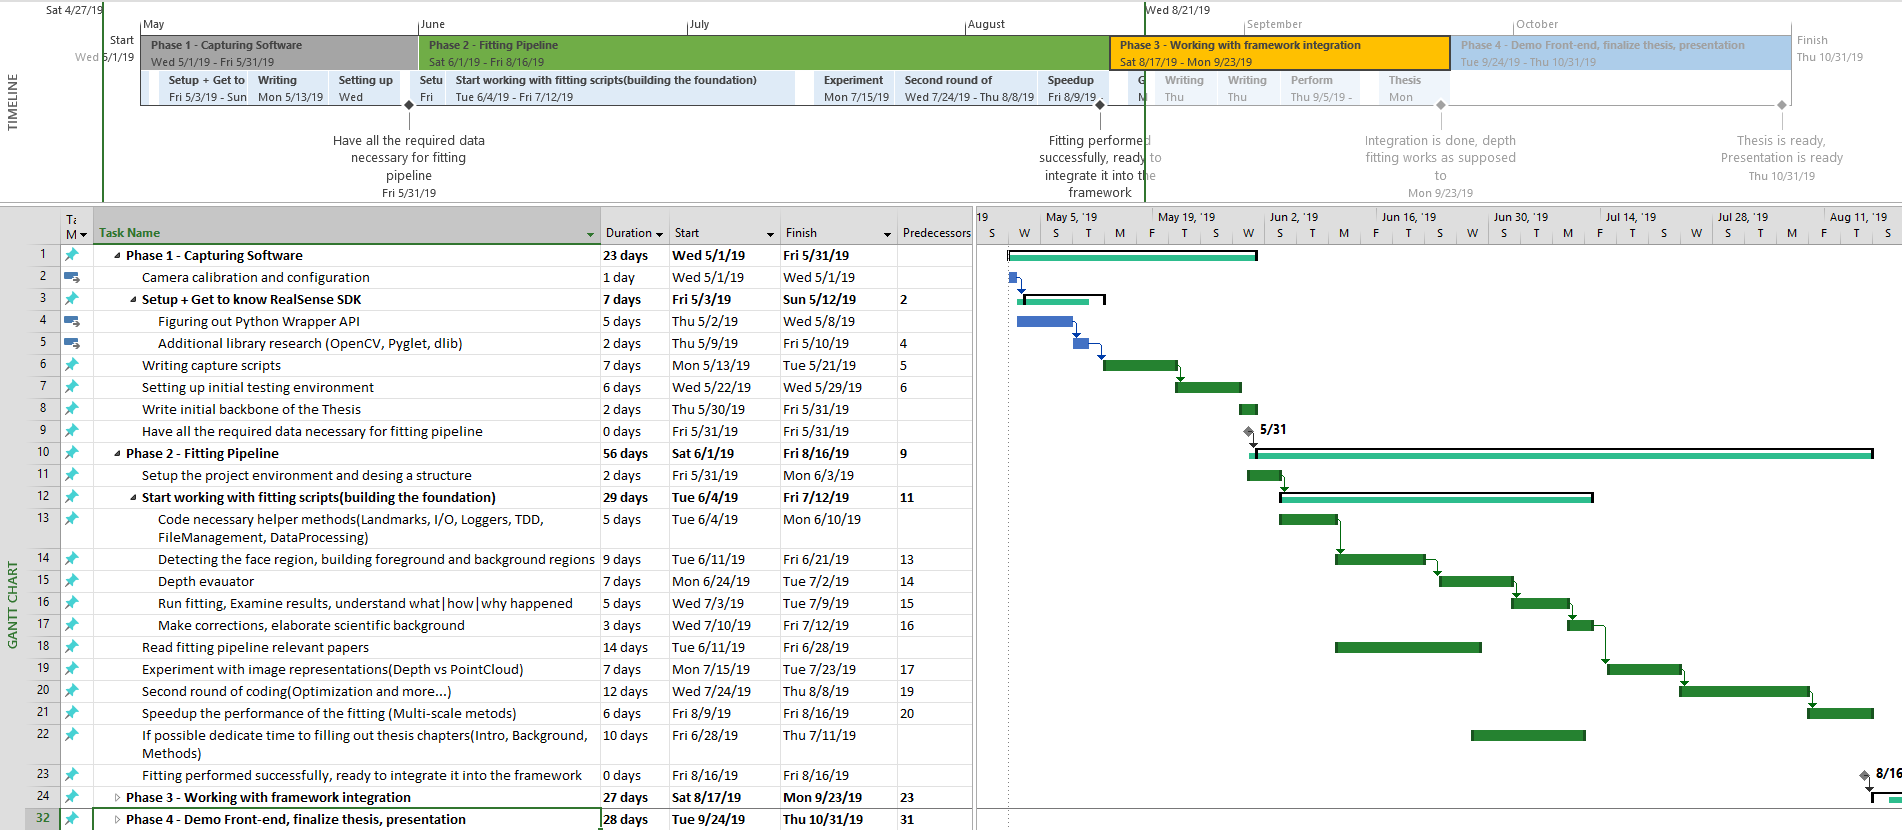 Sat 4/27/19
Wed 8/21/19
May
June
July
August
September
October
Start
Wed 5/1/19
Phase 1 - Capturing Software
Wed 5/1/19 - Fri 5/31/19
Phase 2 - Fitting Pipeline
Sat 6/1/19 - Fri 8/16/19
Phase 3 - Working with framework integration
Sat 8/17/19 - Mon 9/23/19
Phase 4 - Demo Front-end, finalize thesis, presentation
Tue 9/24/19 - Thu 10/31/19
Finish
Thu 10/31/19
TIMELINE
Setup + Get to
Fri 5/3/19 - Sun
Writing
Mon 5/13/19
Setting up
Wed
Setu
Fri
Start working with fitting scripts(building the foundation)
Tue 6/4/19 - Fri 7/12/19
Experiment
Mon 7/15/19
Second round of
Wed 7/24/19 - Thu 8/8/19
Speedup
Fri 8/9/19 -
G
M
Writing
Thu
Writing
Thu
Perform
Thu 9/5/19 -
Thesis
Mon
Have all the required data
necessary for fitting
pipeline
Fri 5/31/19
Fitting performed
successfully, ready to
integrate it into the
framework
Integration is done, depth
fitting works as supposed
to
Mon 9/23/19
Thesis is ready,
Presentation is ready
Thu 10/31/19
GANTT CHART
Ta
M
Task Name
Duration
Start
Finish
Predecessors
'19
May 5, '19
May 19, '19
Jun 2, '19
Jun 16, '19
Jun 30, '19
Jul 14, '19
Jul 28, '19
Aug 11, '19
S W S T M F T S W S T M F T S W S T M F T S W S T M F T S
1 Phase 1 - Capturing Software 23 days Wed 5/1/19 Fri 5/31/19
2 Camera calibration and configuration 1 day Wed 5/1/19 Wed 5/1/19
3 Setup + Get to know RealSense SDK 7 days Fri 5/3/19 Sun 5/12/19 2
4 Figuring out Python Wrapper API 5 days Thu 5/2/19 Wed 5/8/19
5 Additional library research (OpenCV, Pyglet, dlib) 2 days Thu 5/9/19 Fri 5/10/19 4
6 Writing capture scripts 7 days Mon 5/13/19 Tue 5/21/19 5
7 Setting up initial testing environment 6 days Wed 5/22/19 Wed 5/29/19 6
8 Write initial backbone of the Thesis 2 days Thu 5/30/19 Fri 5/31/19
9 Have all the required data necessary for fitting pipeline 0 days Fri 5/31/19 Fri 5/31/19 5/31
10 Phase 2 - Fitting Pipeline 56 days Sat 6/1/19 Fri 8/16/19 9
11 Setup the project environment and desing a structure 2 days Fri 5/31/19 Mon 6/3/19
12 Start working with fitting scripts(building the foundation) 29 days Tue 6/4/19 Fri 7/12/19 11
13 Code necessary helper methods(Landmarks, I/O, Loggers, TDD, 5 days Tue 6/4/19 Mon 6/10/19
FileManagement, DataProcessing)
14 Detecting the face region, building foreground and background regions 9 days Tue 6/11/19 Fri 6/21/19 13
15 Depth evauator 7 days Mon 6/24/19 Tue 7/2/19 14
16 Run fitting, Examine results, understand what|how|why happened 5 days Wed 7/3/19 Tue 7/9/19 15
17 Make corrections, elaborate scientific background 3 days Wed 7/10/19 Fri 7/12/19 16
18 Read fitting pipeline relevant papers 14 days Tue 6/11/19 Fri 6/28/19
19 Experiment with image representations(Depth vs PointCloud) 7 days Mon 7/15/19 Tue 7/23/19 17
20 Second round of coding(Optimization and more...) 12 days Wed 7/24/19 Thu 8/8/19 19
21 Speedup the performance of the fitting (Multi-scale metods) 6 days Fri 8/9/19 Fri 8/16/19 20
22 If possible dedicate time to filling out thesis chapters(Intro, Background, 10 days Fri 6/28/19 Thu 7/11/19
Methods)
23 Fitting performed successfully, ready to integrate it into the framework 0 days Fri 8/16/19 Fri 8/16/19 8/16
24 Phase 3 - Working with framework integration 27 days Sat 8/17/19 Mon 9/23/19 23
32 Phase 4 - Demo Front-end, finalize thesis, presentation 28 days Tue 9/24/19 Thu 10/31/19 31